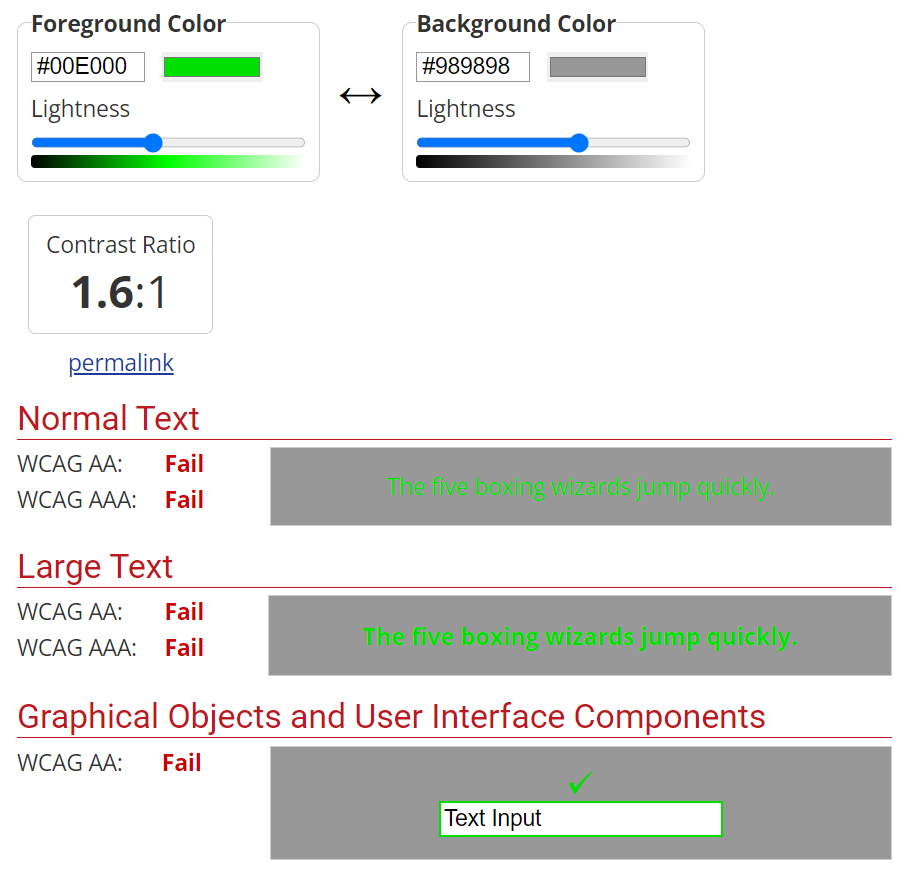 Foreground Color
Background Color
#00E000
#989898
Lightness
Lightness
Contrast Ratio
1.6:1
permalink
Normal Text
WCAG AA: Fail
WCAG AAA: Fail
The five boxing wizards jump quickly.
Large Text
WCAG AA: Fail
WCAG AAA: Fail
The five boxing wizards jump quickly.
Graphical Objects and User Interface Components
WCAG AA: Fail
✓
Text Input